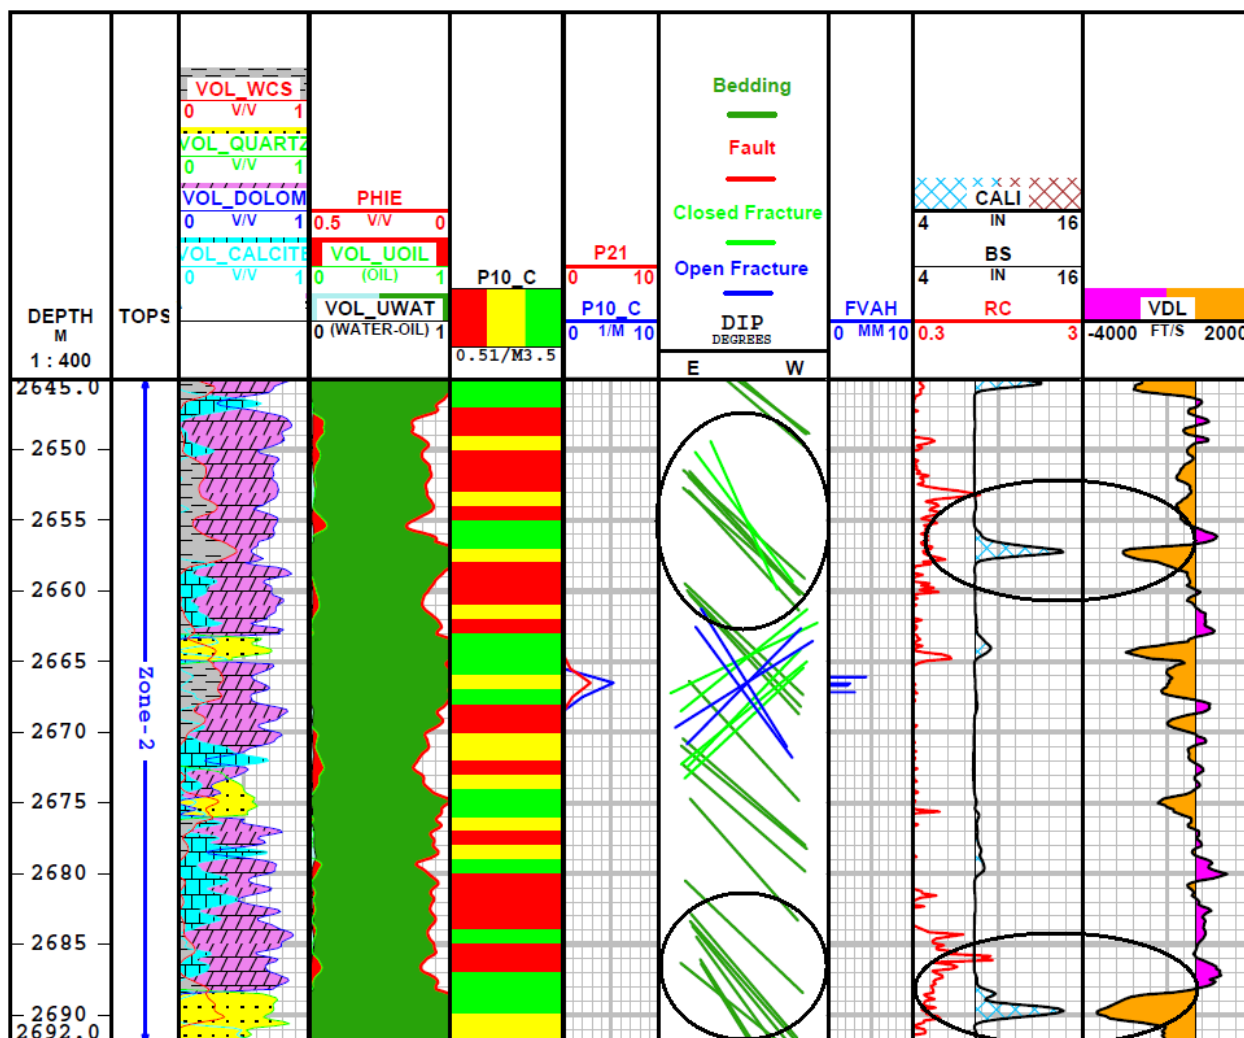 DEPTH
M
1 : 400
TOPS
VOL_WCS
0 V/V 1
VOL_QUARTZ
0 V/V 1
VOL_DOLOM
0 V/V 1
VOL_CALCITE
0 V/V 1
PHIE
0.5 V/V 0
VOL_UOIL
0 (OIL) 1
VOL_UWAT
0 (WATER-OIL) 1
P10_C
0.51/M3.5
P21
0 10
P10_C
0 1/M 10
Bedding
Fault
Closed Fracture
Open Fracture
DIP
DEGREES
E W
FVAH
0 MM 10
CALI
4 IN 16
BS
4 IN 16
RC
0.3 3
VDL
-4000 FT/S 2000
2645.0
2650
2655
2660
2665
2670
2675
2680
2685
2690
2692.0
Zone-2